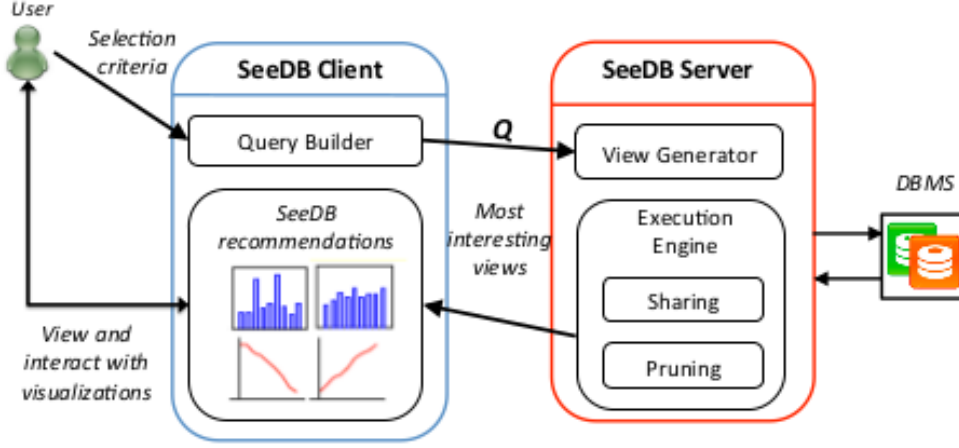 User
Selection
criteria
SeeDB Client
Query Builder
SeeDB
recommendations
View and
interact with
visualizations
Q
Most
interesting
views
SeeDB Server
View Generator
Execution
Engine
Sharing
Pruning
DBMS